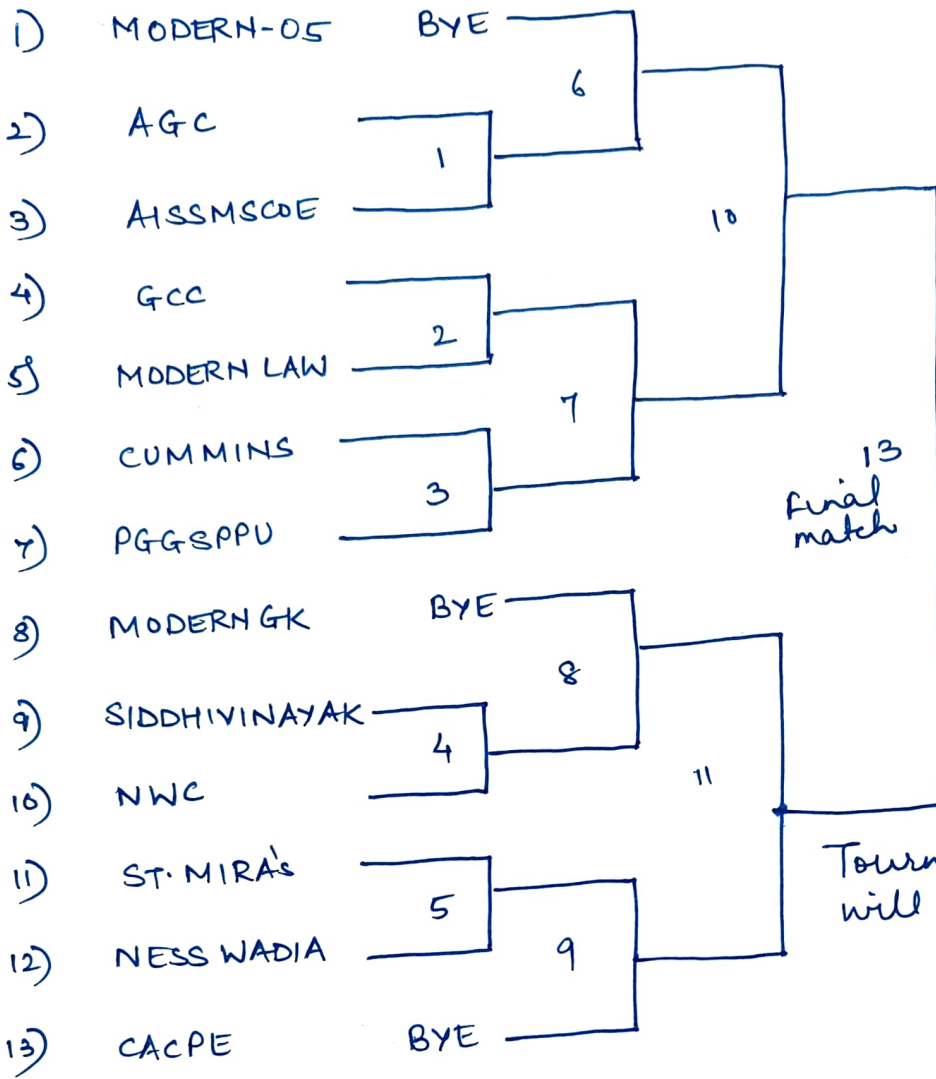 1) MODERN-05 BYE
6
2) AGC
1
3) AISSMSCOE
10
4) GCC
2
5) MODERN LAW
7
6) CUMMINS
13
3
final
match
7) PGGSPPU
8) MODERN GK BYE
8
9) SIDDHIVINAYAK
4
11
10) NWC
11) ST. MIRA'S
Tourn
5
will
12) NESS WADIA
9
13) CACPE BYE